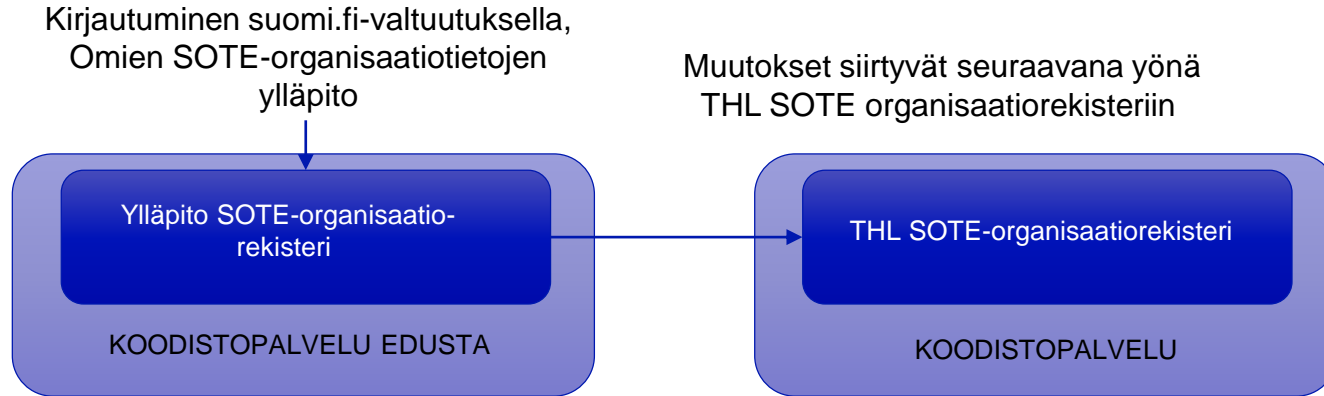 Kirjautuminen suomi.fi-valtuutuksella,
Omien SOTE-organisaatiotietojen
ylläpito
Muutokset siirtyvät seuraavana yönä
THL SOTE organisaatiorekisteriin
Ylläpito SOTE-organisaatio-
rekisteri
KOODISTOPALVELU EDUSTA
THL SOTE-organisaatiorekisteri
KOODISTOPALVELU